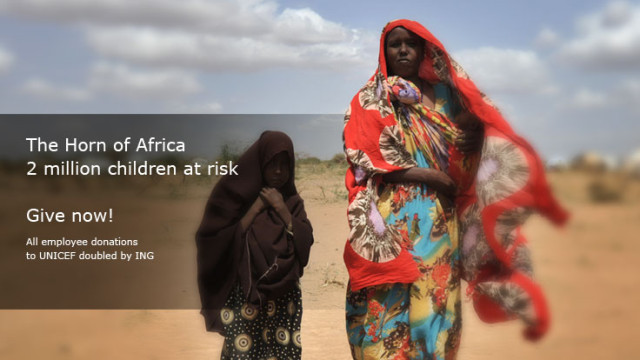 The Horn of Africa
2 million children at risk
Give now!
All employee donations
to UNICEF doubled by ING